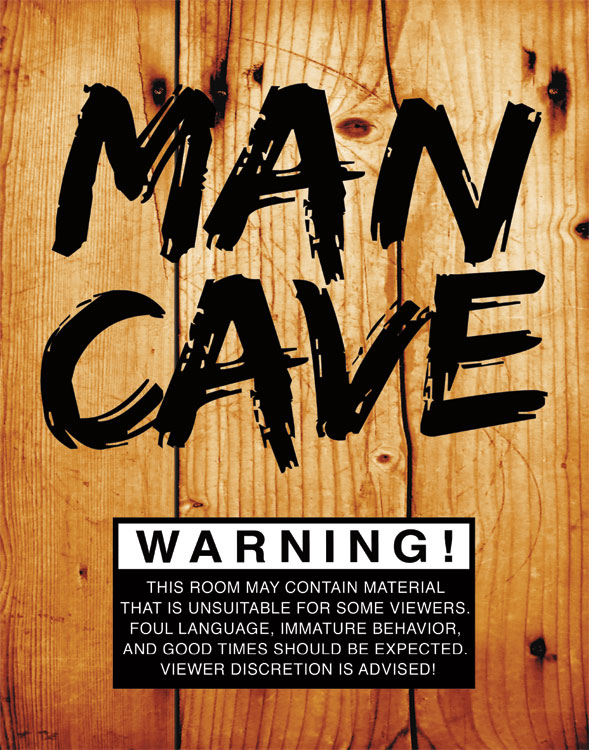 MAN
CAVE
WARNING!
THIS ROOM MAY CONTAIN MATERIAL
THAT IS UNSUITABLE FOR SOME VIEWERS.
FOUL LANGUAGE, IMMATURE BEHAVIOR,
AND GOOD TIMES SHOULD BE EXPECTED.
VIEWER DISCRETION IS ADVISED!